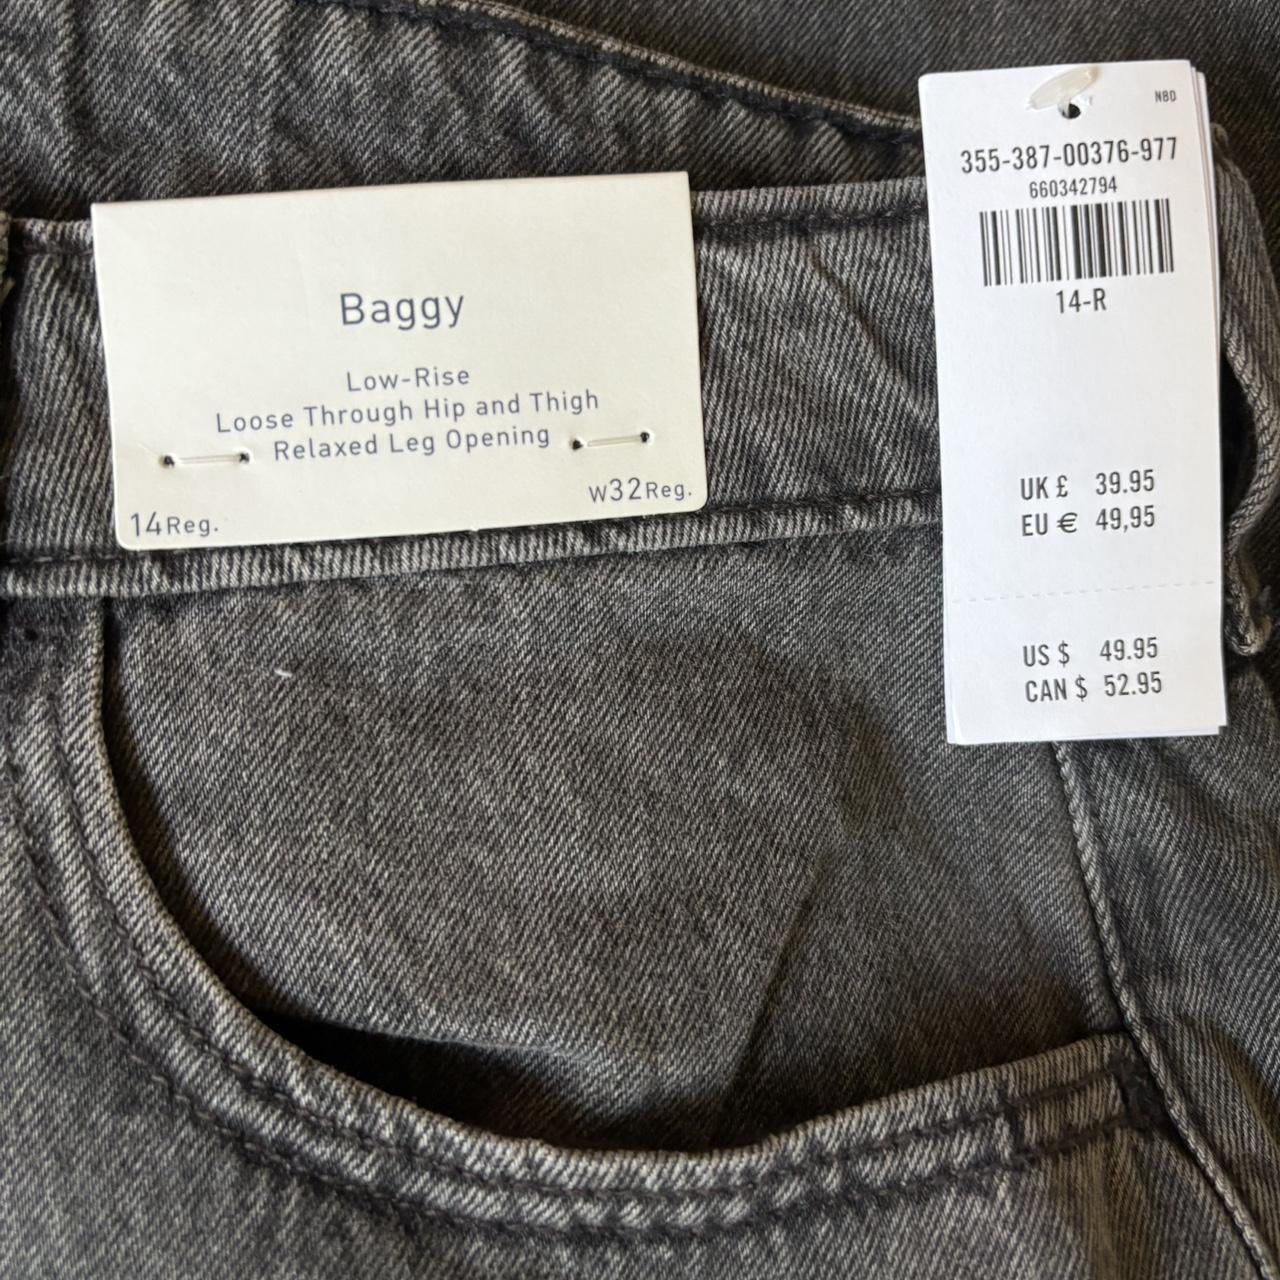 Baggy
Low-Rise
Loose Through Hip and Thigh
Relaxed Leg Opening
14Reg.
W32Reg.
NBD
355-387-00376-977
660342794
14-R
UK £ 39.95
EU € 49,95
US $ 49.95
CAN $ 52.95